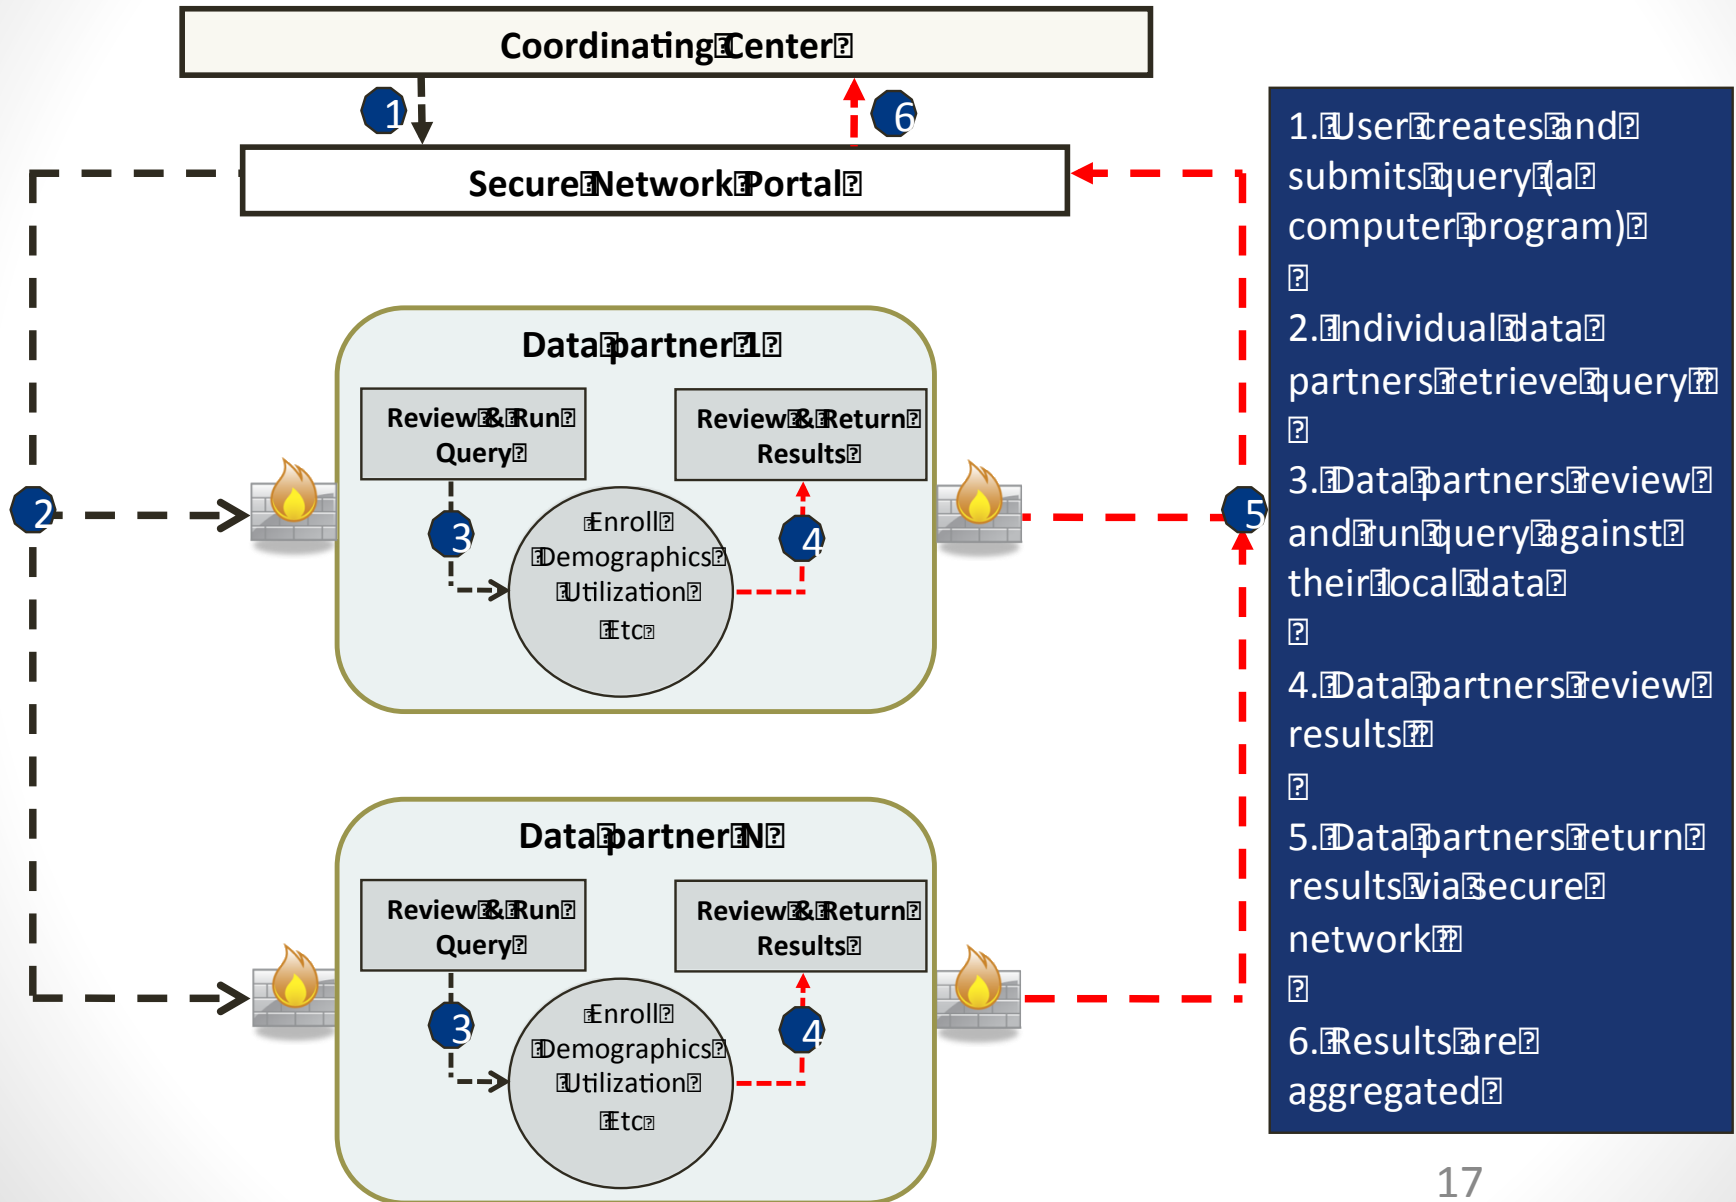 Coordinating Center
1
6
Secure Network Portal
Data partner 1
Review & Run
Query
Review & Return
Results
3
Enroll
Demographics
Utilization
Etc
4
2
5
Data partner N
Review & Run
Query
Review & Return
Results
3
Enroll
Demographics
Utilization
Etc
4
1. User creates and
submits query (a
computer program)
2. Individual data
partners retrieve query
3. Data partners review
and run query against
their local data
4. Data partners review
results
5. Data partners return
results via secure
network
6. Results are
aggregated
17